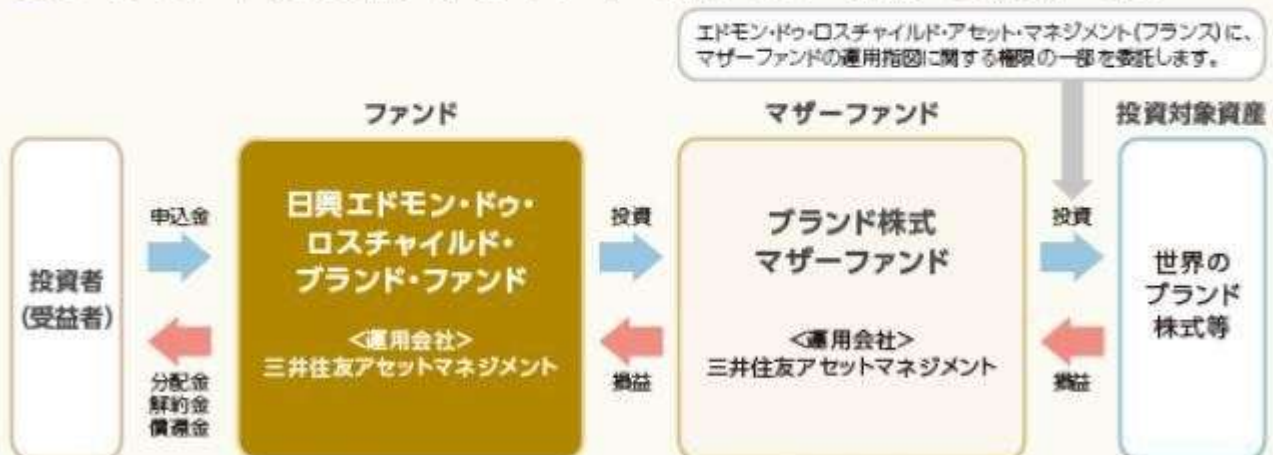 エドモン・ドゥ・ロスチャイルド・アセット・マネジメント(フランス)に、
マザーファンドの運用指図に関する権限の一部を委託します。
ファンド
マザーファンド
投資対象資産
投資者
(受益者)
申込金
分配金
解約金
償還金
日興エドモン・ドゥ・
ロスチャイルド・
ブランド・ファンド
<運用会社>
三井住友アセットマネジメント
投資
損益
ブランド株式
マザーファンド
<運用会社>
三井住友アセットマネジメント
投資
損益
世界の
ブランド
株式等